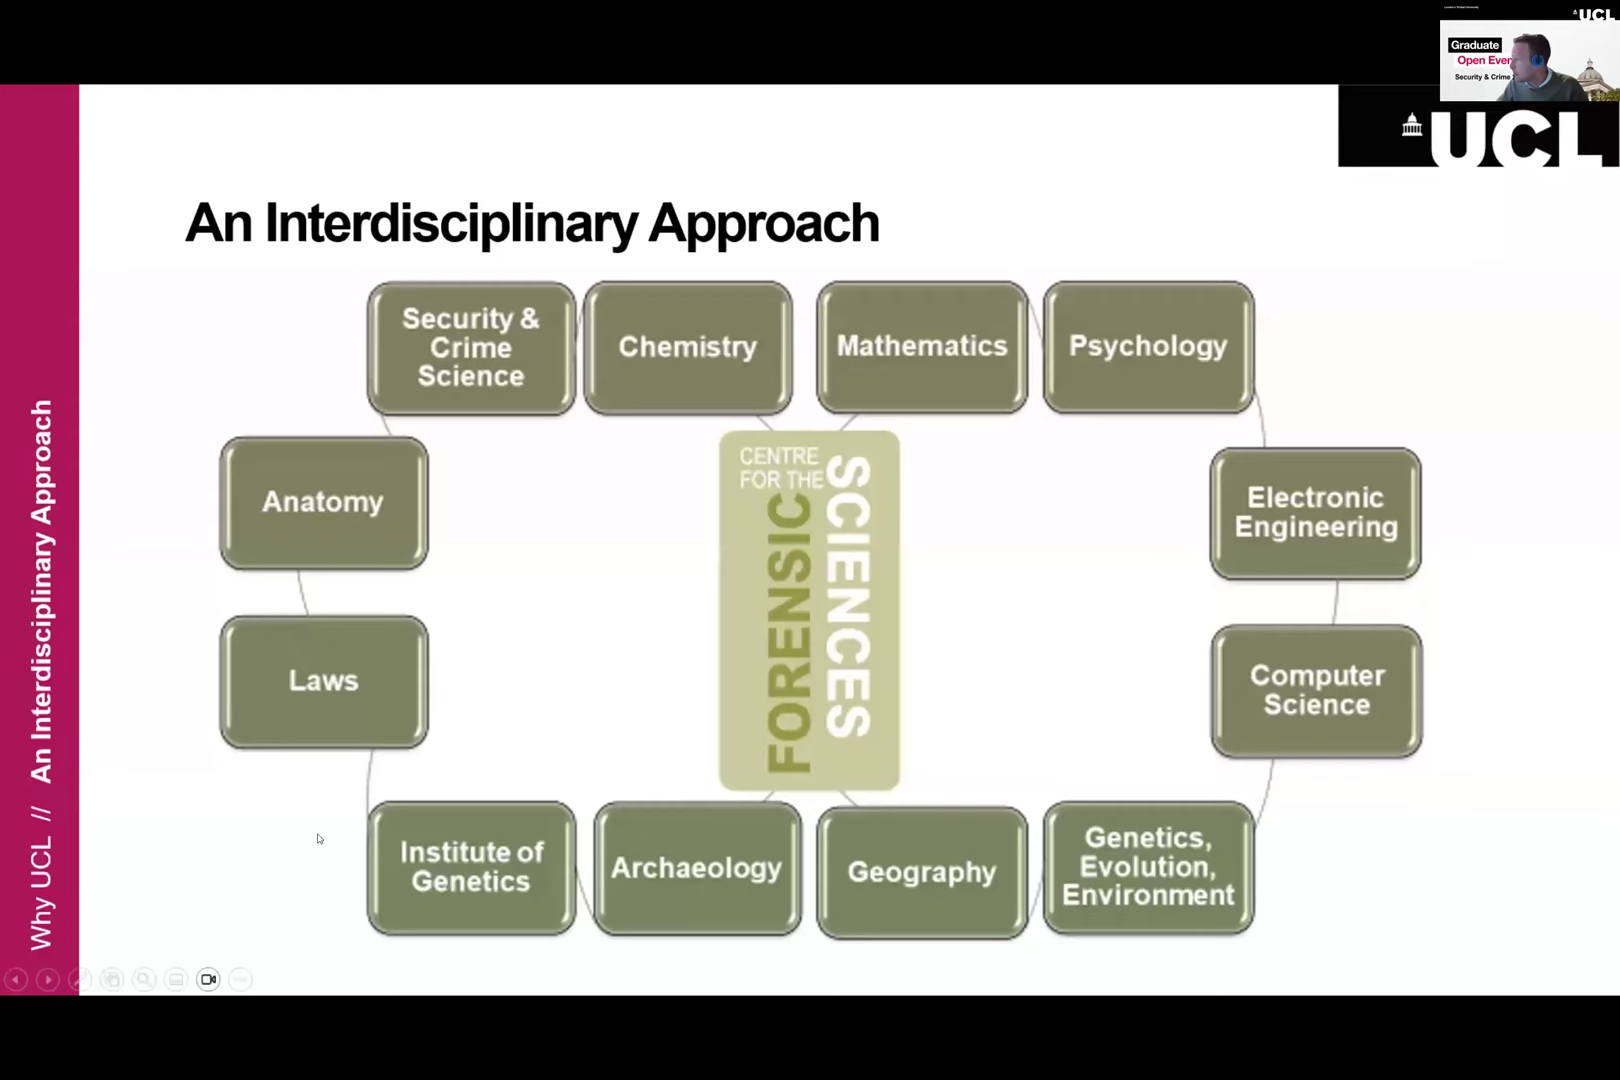 UCL
Graduate
Open Even
Security & Crime
UCL
An Interdisciplinary Approach
Security &
Crime
Science
Chemistry
Mathematics
Psychology
Anatomy
Electronic
Engineering
CENTRE
FOR THE
FORENSIC
SCIENCES
Laws
Computer
Science
Institute of
Genetics
Archaeology
Geography
Genetics,
Evolution,
Environment
Why UCL // An Interdisciplinary Approach